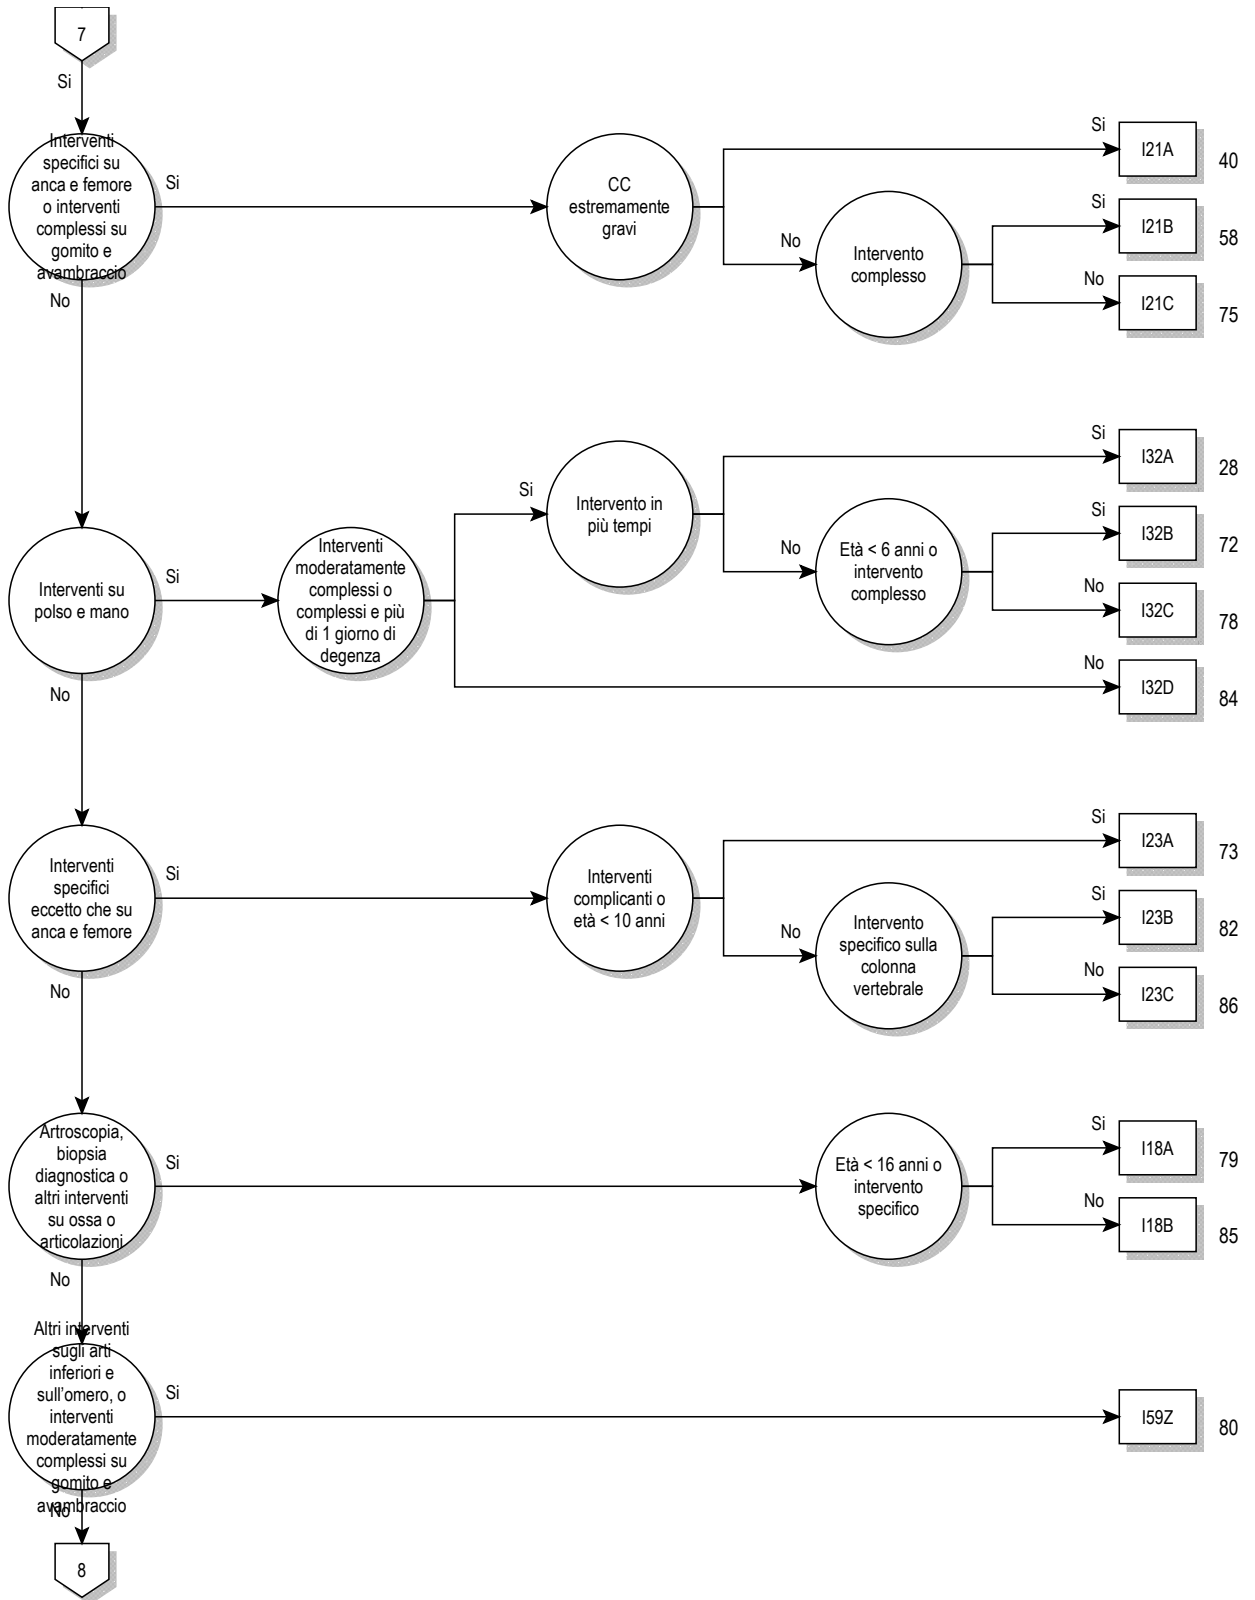 7
Si
Interventi
specifici su
anca e femore
o interventi
complessi su
gomito e
avambraccio
Si
No
CC
estremamente
gravi
Si
I21A
40
No
Intervento
complesso
Si
I21B
58
No
I21C
75
Interventi su
polso e mano
Si
No
Interventi
moderatamente
complessi o
complessi e più
di 1 giorno di
degenza
Si
Intervento in
più tempi
Si
I32A
28
No
Età < 6 anni o
intervento
complesso
Si
I32B
72
No
I32C
78
No
I32D
84
Interventi
specifici
eccetto che su
anca e femore
Si
No
Interventi
complicanti o
età < 10 anni
Si
I23A
73
No
Intervento
specifico sulla
colonna
vertebrale
Si
I23B
82
No
I23C
86
Artroscopia,
biopsia
diagnostica o
altri interventi
su ossa o
articolazioni
Si
No
Età < 16 anni o
intervento
specifico
Si
I18A
79
No
I18B
85
Altri interventi
sugli arti
inferiori e
sull'omero, o
interventi
moderatamente
complessi su
gomito e
avambraccio
Si
No
I59Z
80
8